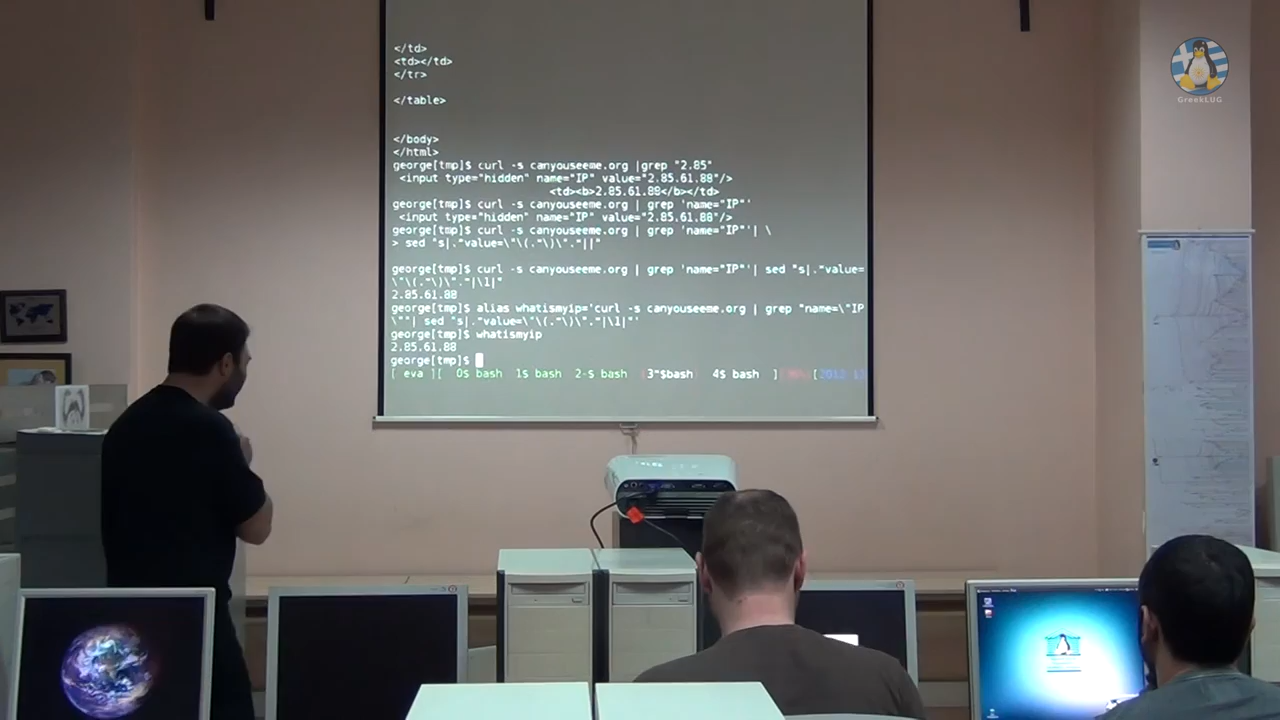 </td>
<td></td>
</tr>
</table>
</body>
</html>
george[tmp]$ curl -s canyouseeme.org |grep "2.85"
<input type="hidden" name="IP" value="2.85.61.88"/>
<td><b>2.85.61.88</b></td>
george[tmp]$ curl -s canyouseeme.org | grep 'name="IP"'
<input type="hidden" name="IP" value="2.85.61.88"/>
george[tmp]$ curl -s canyouseeme.org | grep 'name="IP"'| \
> sed "s|.*value=\"\(.*\)\".*||"
george[tmp]$ curl -s canyouseeme.org | grep 'name="IP"'| sed "s|.*value=
\"\(.*\)\".*|\1|"
2.85.61.88
george[tmp]$ alias whatismyip='curl -s canyouseeme.org | grep "name=\"IP
\""| sed "s|.*value=\"\(.*\)\".*|\1|"'
george[tmp]$ whatismyip
2.85.61.88
george[tmp]$
[ eva ][ 0$ bash 1$ bash 2-$ bash (3*$bash 4$ bash ] [2012-11
GreekLUG